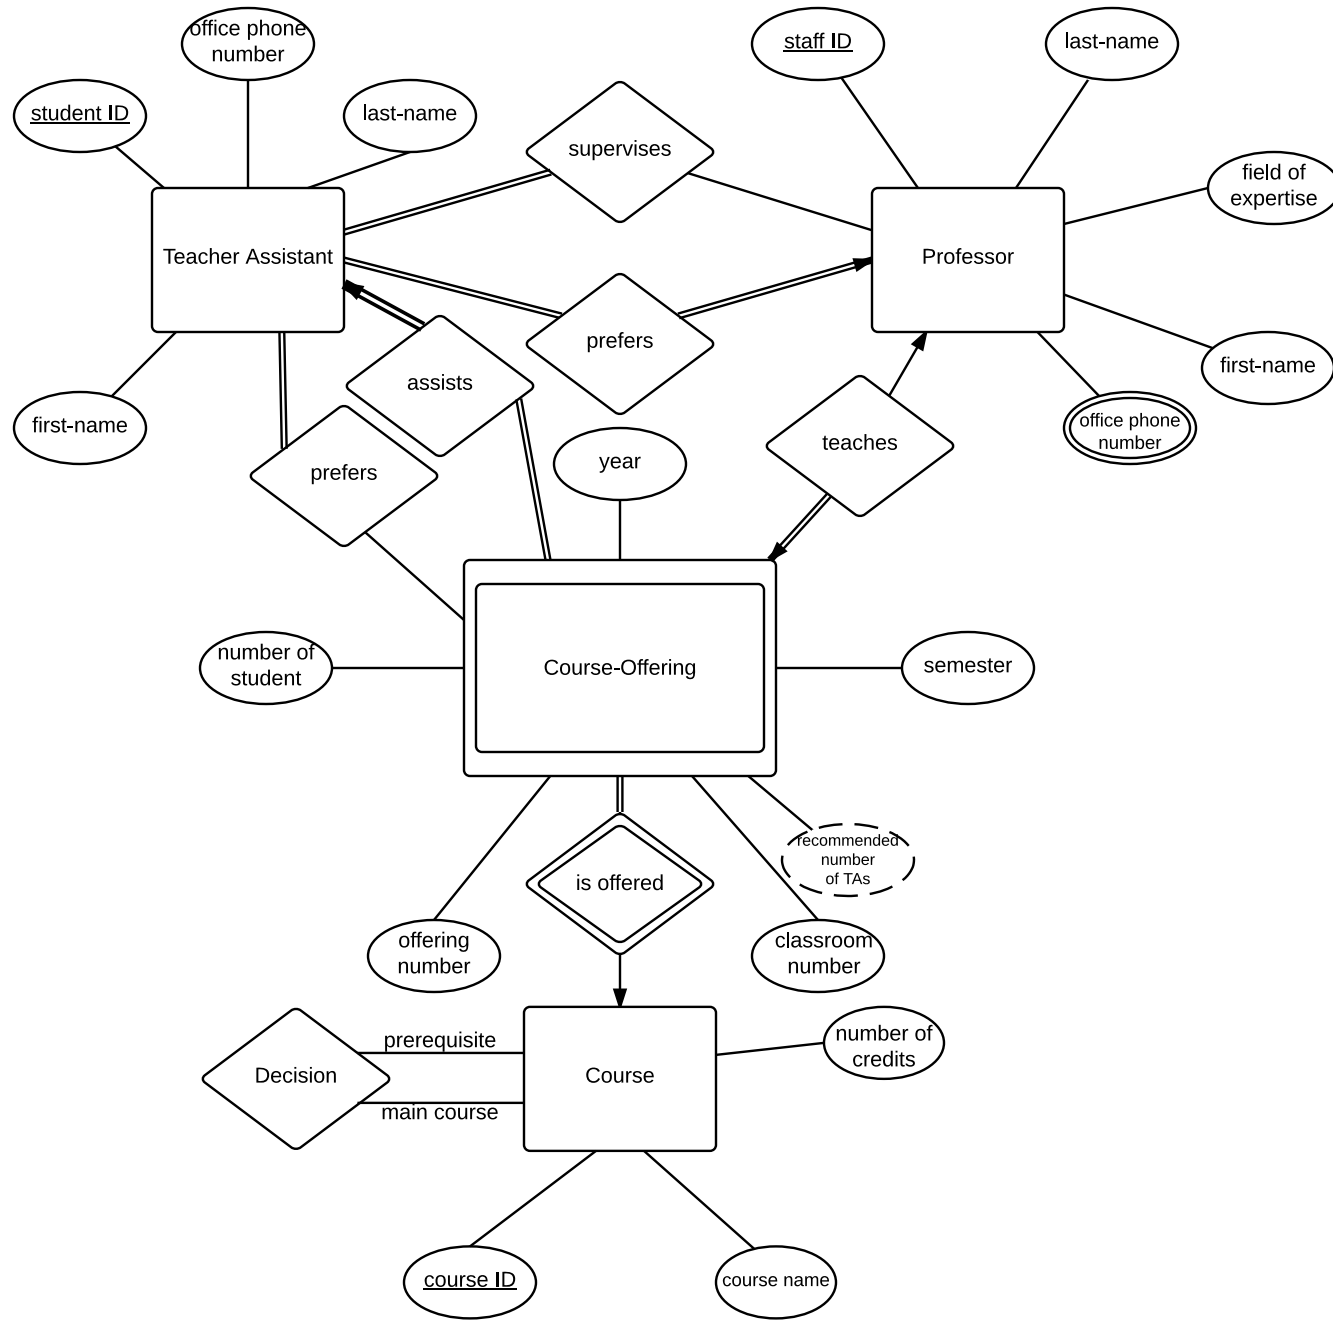 office phone
number
staff ID
last-name
student ID
last-name
supervises
field of
expertise
Teacher Assistant
Professor
prefers
first-name
assists
first-name
office phone
number
teaches
year
prefers
number of
student
Course-Offering
semester
recommended
number
of TAs
is offered
offering
number
classroom
number
number of
credits
prerequisite
Decision
Course
main course
course ID
course name